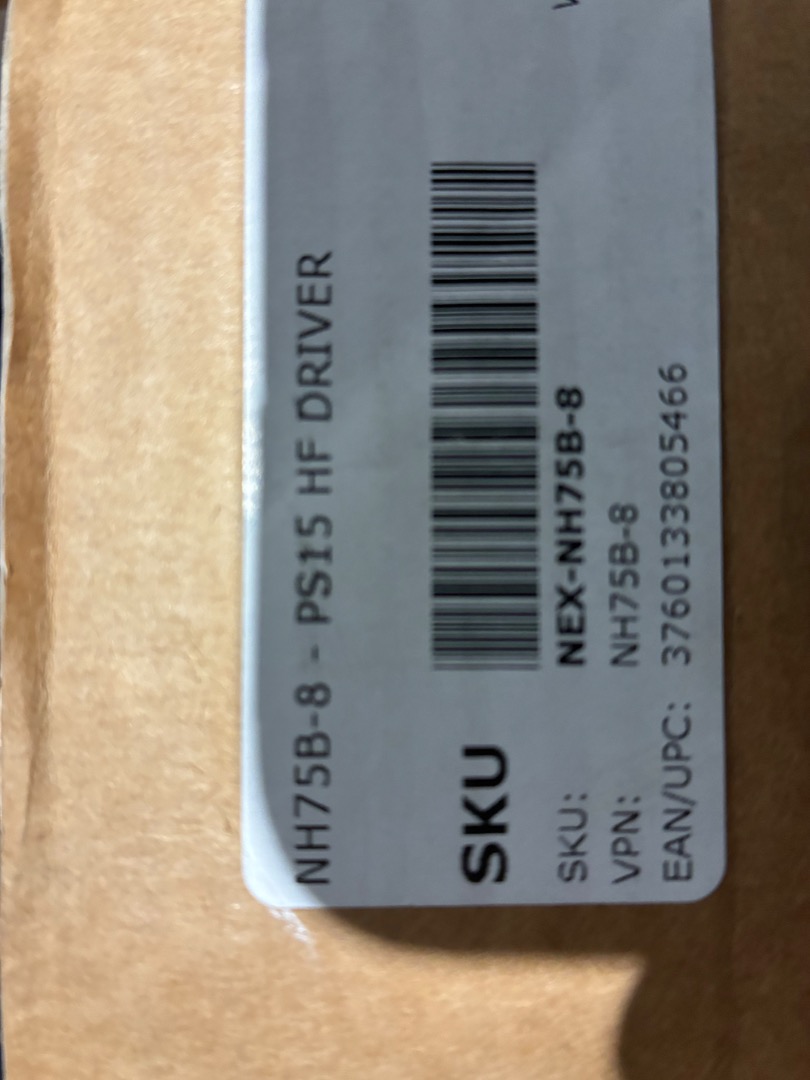 NH75B-8 - PS15 HF DRIVER
SKU
SKU: NEX-NH75B-8
VPN: NH75B-8
EAN/UPC: 3760133805466